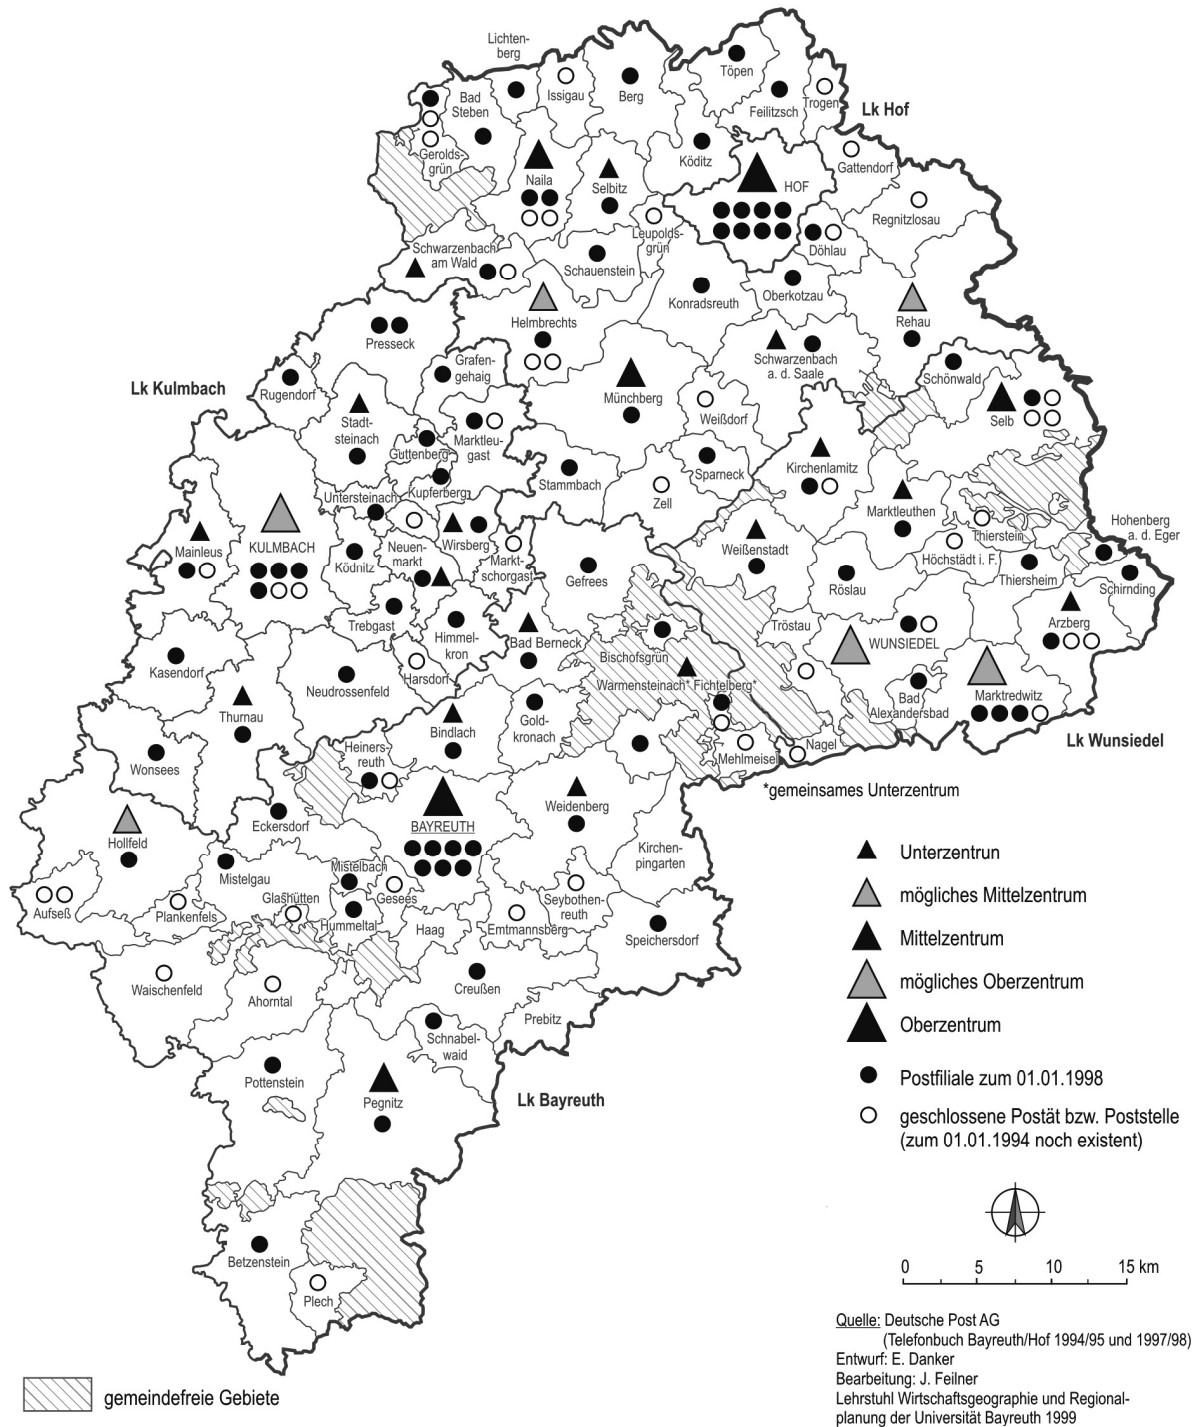 Lichten-
berg
Töpen
Bad
Steben
Issigau
Berg
Feilitzsch
Trogen
Lk Hof
Gerolds-
grün
Köditz
Gattendorf
Naila
Selbitz
HOF
Regnitzlosau
Leupolds-
grün
Döhlau
Schwarzenbach
am Wald
Schauenstein
Konradsreuth
Oberkotzau
Helmbrechts
Rehau
Presseck
Schwarzenbach
a. d. Saale
Grafen-
gehaig
Lk Kulmbach
Rugendorf
Schönwald
Münchberg
Weißdorf
Selb
Stadt-
steinach
Marktleu-
gast
Guttenberg
Kirchenlamitz
Sparneck
Stammbach
Kupferberg
Zell
Untersteinach
Marktleuthen
Hohenberg
a. d. Eger
Mainleus
KULMBACH
Wirsberg
Weißenstadt
Thierstein
Ködnitz
Neuen-
markt
Markt-
schorgast
Höchstädt i. F.
Gefrees
Thiersheim
Röslau
Schirnding
Trebgast
Himmel-
kron
Bad Berneck
Tröstau
WUNSIEDEL
Arzberg
Kasendorf
Bischofsgrün
Harsdorf
Neudrossenfeld
Warmensteinach* Fichtelberg*
Bad
Alexandersbad
Marktredwitz
Thurnau
Gold-
kronach
Bindlach
Nagel
Lk Wunsiedel
Heiners-
reuth
Mehlmeisel
Wonsees
*gemeinsames Unterzentrum
Weidenberg
Eckersdorf
BAYREUTH
Hollfeld
Kirchen-
pingarten
Mistelbach
Mistelgau
Gesees
Glashütten
Seybothen-
reuth
Aufseß
Plankenfels
Hummeltal
Haag
Emtmannsberg
Speichersdorf
Waischenfeld
Ahorntal
Creußen
Prebitz
Schnabel-
waid
Pottenstein
Pegnitz
Lk Bayreuth
Betzenstein
Plech
Unterzentrun
mögliches Mittelzentrum
Mittelzentrum
mögliches Oberzentrum
Oberzentrum
Postfiliale zum 01.01.1998
geschlossene Postät bzw. Poststelle
(zum 01.01.1994 noch existent)
0 5 10 15 km
Quelle: Deutsche Post AG
(Telefonbuch Bayreuth/Hof 1994/95 und 1997/98)
Entwurf: E. Danker
Bearbeitung: J. Feilner
Lehrstuhl Wirtschaftsgeographie und Regional-
planung der Universität Bayreuth 1999
gemeindefreie Gebiete